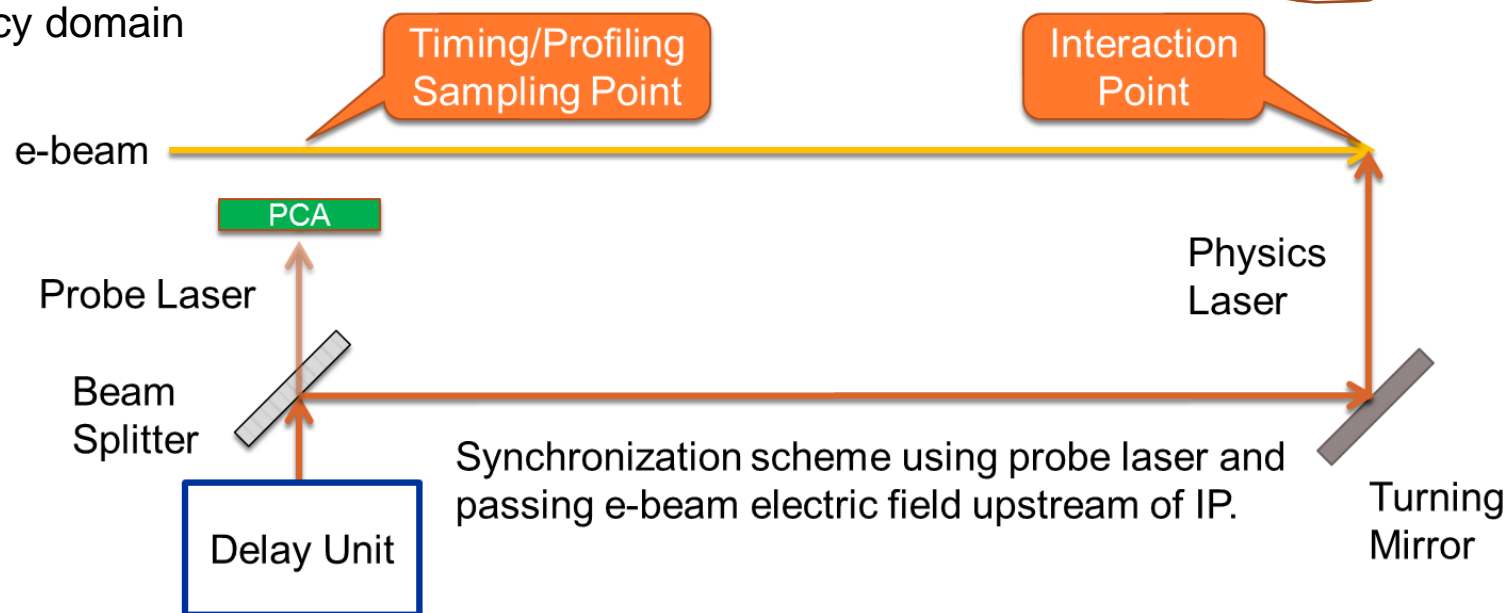 cy domain
Timing/Profiling
Sampling Point
Interaction
Point
e-beam
PCA
Probe Laser
Physics
Laser
Beam
Splitter
Synchronization scheme using probe laser and
passing e-beam electric field upstream of IP.
Delay Unit
Turning
Mirror